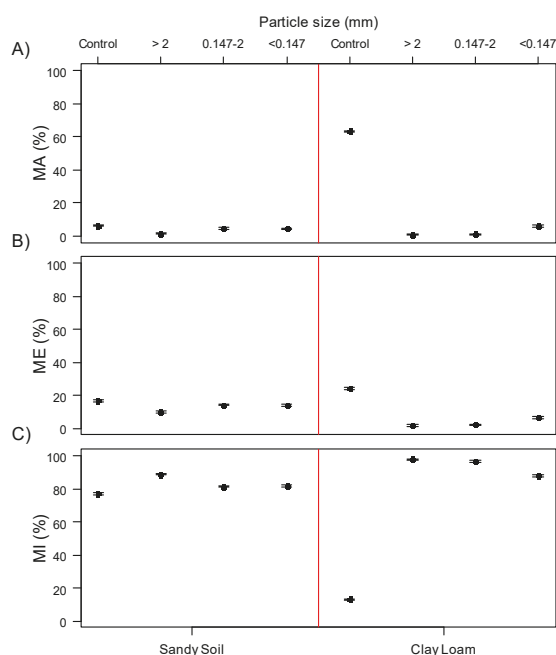 Particle size (mm)
Control > 2 0.147-2 <0.147 Control > 2 0.147-2 <0.147
A)
MA (%)
100
80
60
40
20
0
B)
ME (%)
100
80
60
40
20
0
C)
MI (%)
100
80
60
40
20
0
Sandy Soil Clay Loam